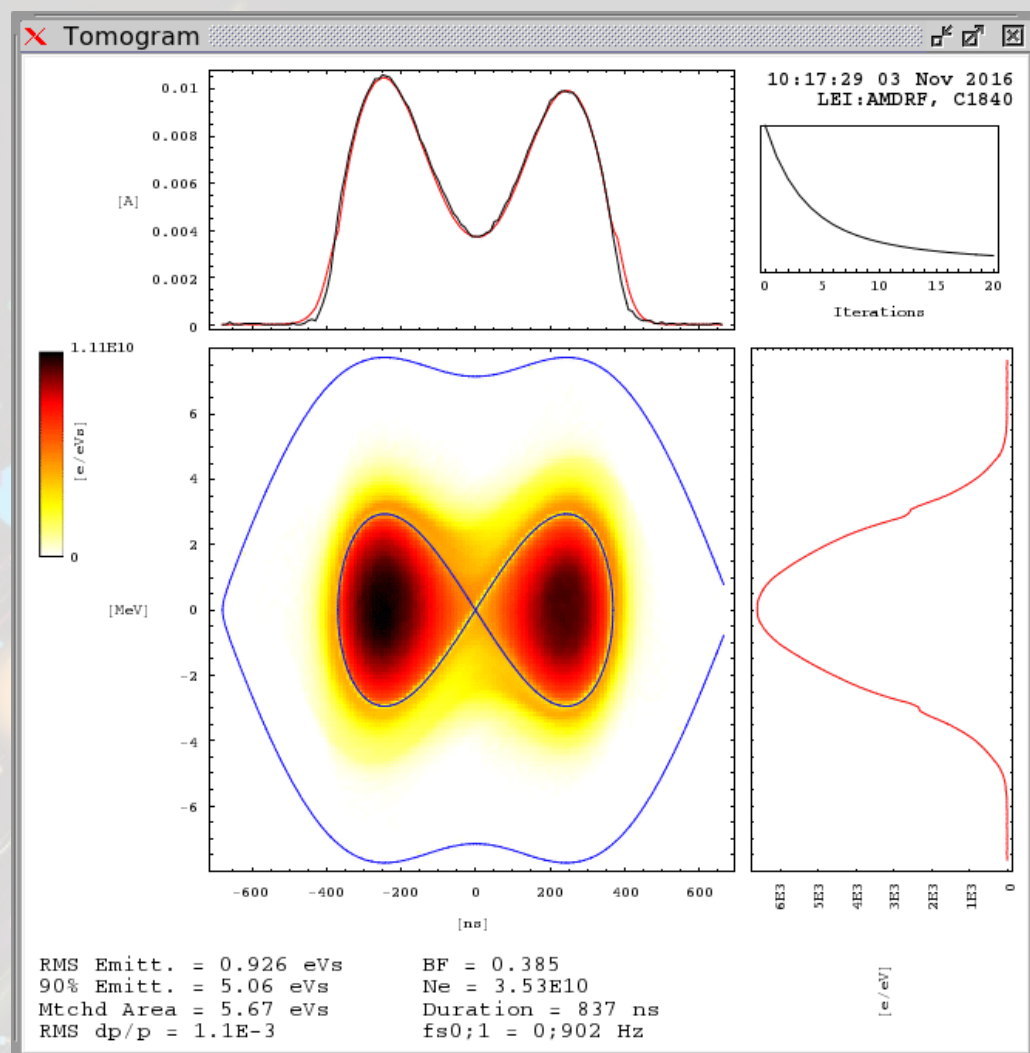 Tomogram
10:17:29 03 Nov 2016
LEI:AMDRF, C1840
0.01
0.008
0.006
[A]
0.004
0.002
0
0 5 10 15 20
Iterations
1.11E10
[e/eVs]
0
6
4
2
[MeV] 0
-2
-4
-6
-600 -400 -200 0 200 400 600
[ns]
6E3 5E3 4E3 3E3 2E3 1E3 0
[e/eV]
RMS Emitt. = 0.926 eVs
90% Emitt. = 5.06 eVs
Mtchd Area = 5.67 eVs
RMS dp/p = 1.1E-3
BF = 0.385
Ne = 3.53E10
Duration = 837 ns
fs0;1 = 0;902 Hz